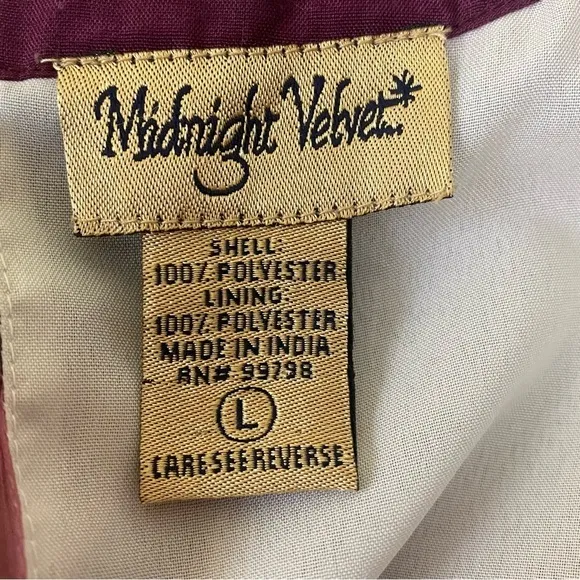 Midnight Velvet..*
SHELL:
100% POLYESTER
LINING:
100% POLYESTER
MADE IN INDIA
RN# 99798
L
CARE SEE REVERSE